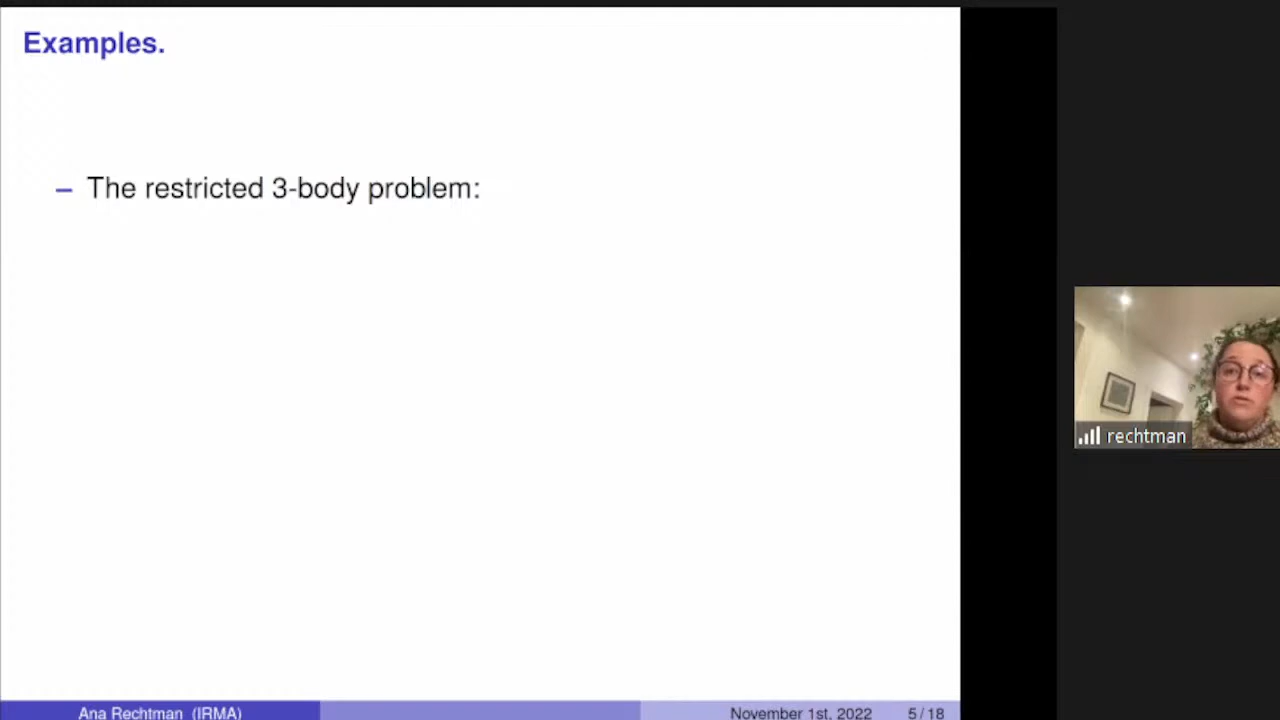 Examples.
– The restricted 3-body problem:
rechtman
Ana Rechtman (IRMA)
November 1st, 2022
5 / 18